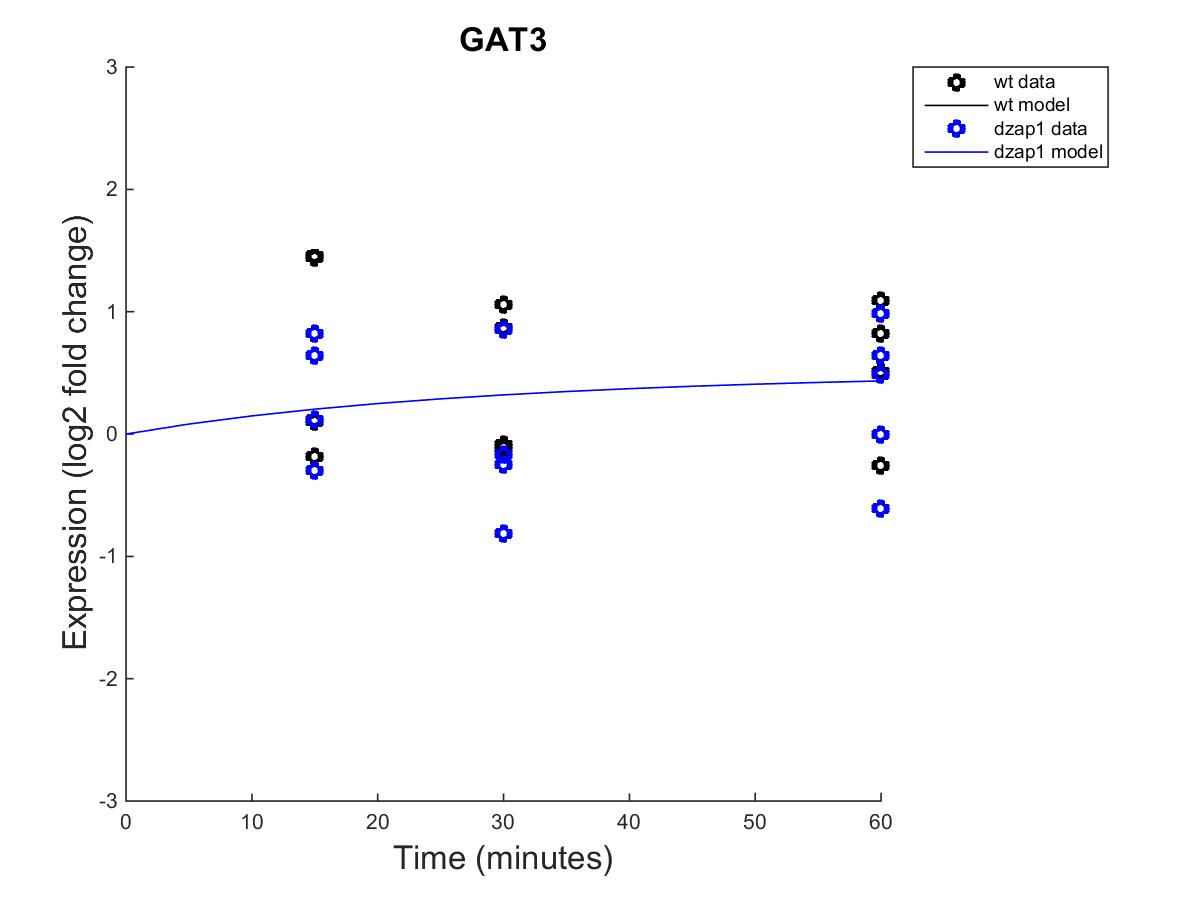 GAT3
wt data
wt model
dzap1 data
dzap1 model
Expression (log2 fold change)
3
2
1
0
-1
-2
-3
0 10 20 30 40 50 60
Time (minutes)